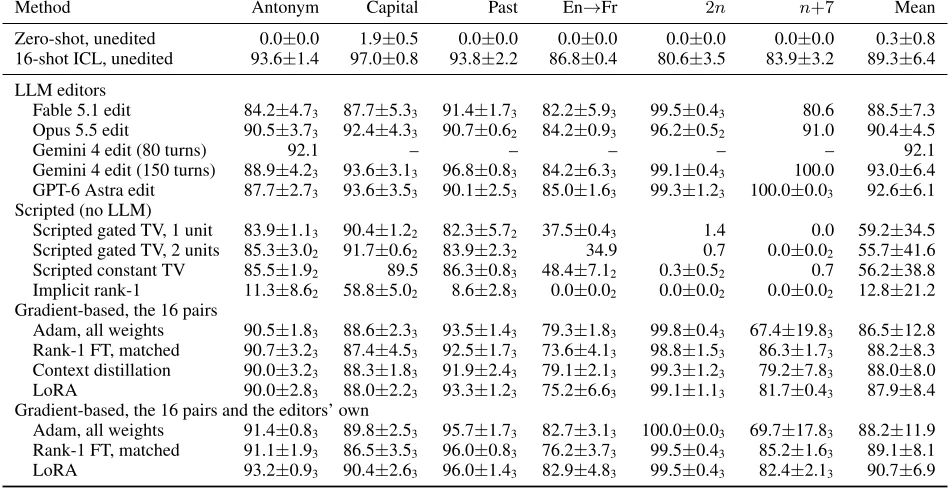 Method Antonym Capital Past En→Fr 2n n+7 Mean
Zero-shot, unedited 0.0±0.0 1.9±0.5 0.0±0.0 0.0±0.0 0.0±0.0 0.0±0.0 0.3±0.8
16-shot ICL, unedited 93.6±1.4 97.0±0.8 93.8±2.2 86.8±0.4 80.6±3.5 83.9±3.2 89.3±6.4
LLM editors
Fable 5.1 edit 84.2±4.7₃ 87.7±5.3₃ 91.4±1.7₃ 82.2±5.9₃ 99.5±0.4₃ 80.6 88.5±7.3
Opus 5.5 edit 90.5±3.7₃ 92.4±4.3₃ 90.7±0.6₂ 84.2±0.9₃ 96.2±0.5₂ 91.0 90.4±4.5
Gemini 4 edit (80 turns) 92.1 – – – – – 92.1
Gemini 4 edit (150 turns) 88.9±4.2₃ 93.6±3.1₃ 96.8±0.8₃ 84.2±6.3₃ 99.1±0.4₃ 100.0 93.0±6.4
GPT-6 Astra edit 87.7±2.7₃ 93.6±3.5₃ 90.1±2.5₃ 85.0±1.6₃ 99.3±1.2₃ 100.0±0.0₃ 92.6±6.1
Scripted (no LLM)
Scripted gated TV, 1 unit 83.9±1.1₃ 90.4±1.2₂ 82.3±5.7₂ 37.5±0.4₃ 1.4 0.0 59.2±34.5
Scripted gated TV, 2 units 85.3±3.0₂ 91.7±0.6₂ 83.9±2.3₂ 34.9 0.7 0.0±0.0₂ 55.7±41.6
Scripted constant TV 85.5±1.9₂ 89.5 86.3±0.8₃ 48.4±7.1₂ 0.3±0.5₂ 0.7 56.2±38.8
Implicit rank-1 11.3±8.6₂ 58.8±5.0₂ 8.6±2.8₃ 0.0±0.0₂ 0.0±0.0₂ 0.0±0.0₂ 12.8±21.2
Gradient-based, the 16 pairs
Adam, all weights 90.5±1.8₃ 88.6±2.3₃ 93.5±1.4₃ 79.3±1.8₃ 99.8±0.4₃ 67.4±19.8₃ 86.5±12.8
Rank-1 FT, matched 90.7±3.2₃ 87.4±4.5₃ 92.5±1.7₃ 73.6±4.1₃ 98.8±1.5₃ 86.3±1.7₃ 88.2±8.3
Context distillation 90.0±3.2₃ 88.3±1.8₃ 91.9±2.4₃ 79.1±2.1₃ 99.3±1.2₃ 79.2±7.8₃ 88.0±8.0
LoRA 90.0±2.8₃ 88.0±2.2₃ 93.3±1.2₃ 75.2±6.6₃ 99.1±1.1₃ 81.7±0.4₃ 87.9±8.4
Gradient-based, the 16 pairs and the editors' own
Adam, all weights 91.4±0.8₃ 89.8±2.5₃ 95.7±1.7₃ 82.7±3.1₃ 100.0±0.0₃ 69.7±17.8₃ 88.2±11.9
Rank-1 FT, matched 91.1±1.9₃ 86.5±3.5₃ 96.0±0.8₃ 76.2±3.7₃ 99.5±0.4₃ 85.2±1.6₃ 89.1±8.1
LoRA 93.2±0.9₃ 90.4±2.6₃ 96.0±1.4₃ 82.9±4.8₃ 99.5±0.4₃ 82.4±2.1₃ 90.7±6.9